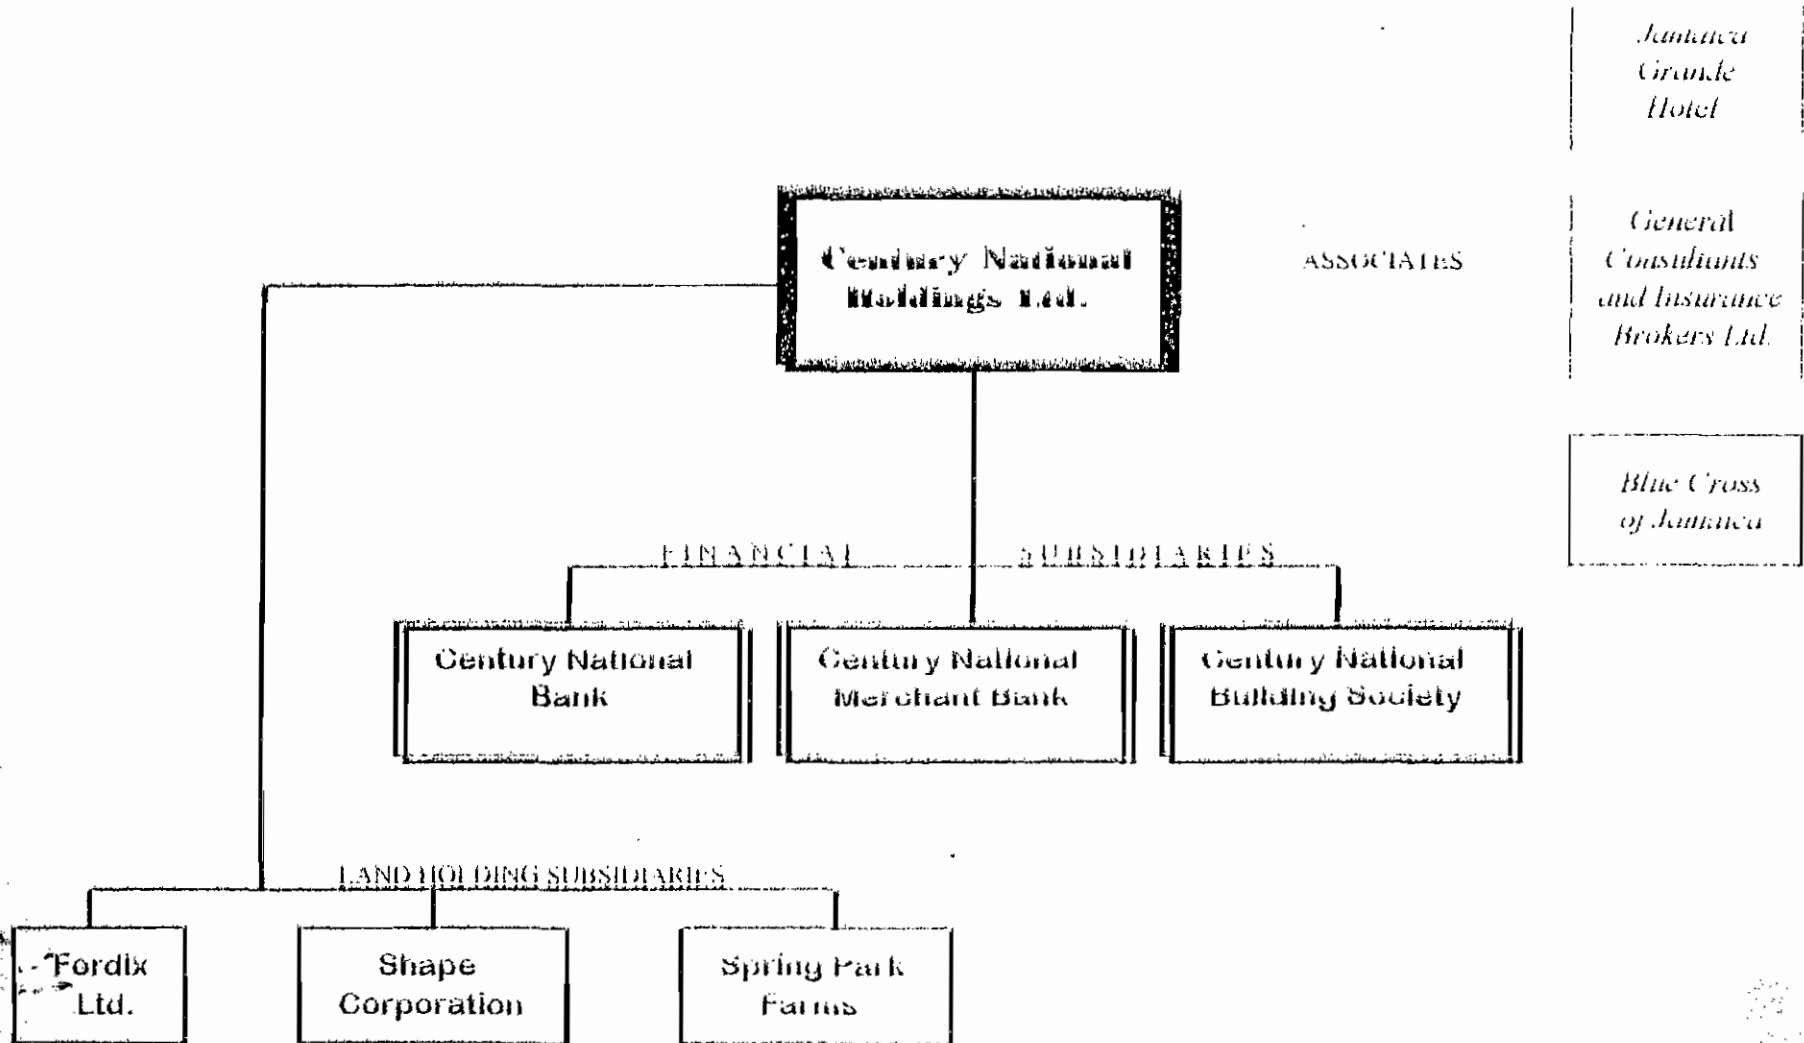 Jamaica
Grande
Hotel
Century National
Holdings Ltd.
ASSOCIATES
General
Consultants
and Insurance
Brokers Ltd.
Blue Cross
of Jamaica
FINANCIAL SUBSIDIARIES
Century National
Bank
Century National
Merchant Bank
Century National
Building Society
LAND HOLDING SUBSIDIARIES
Fordix
Ltd.
Shape
Corporation
Spring Park
Farms